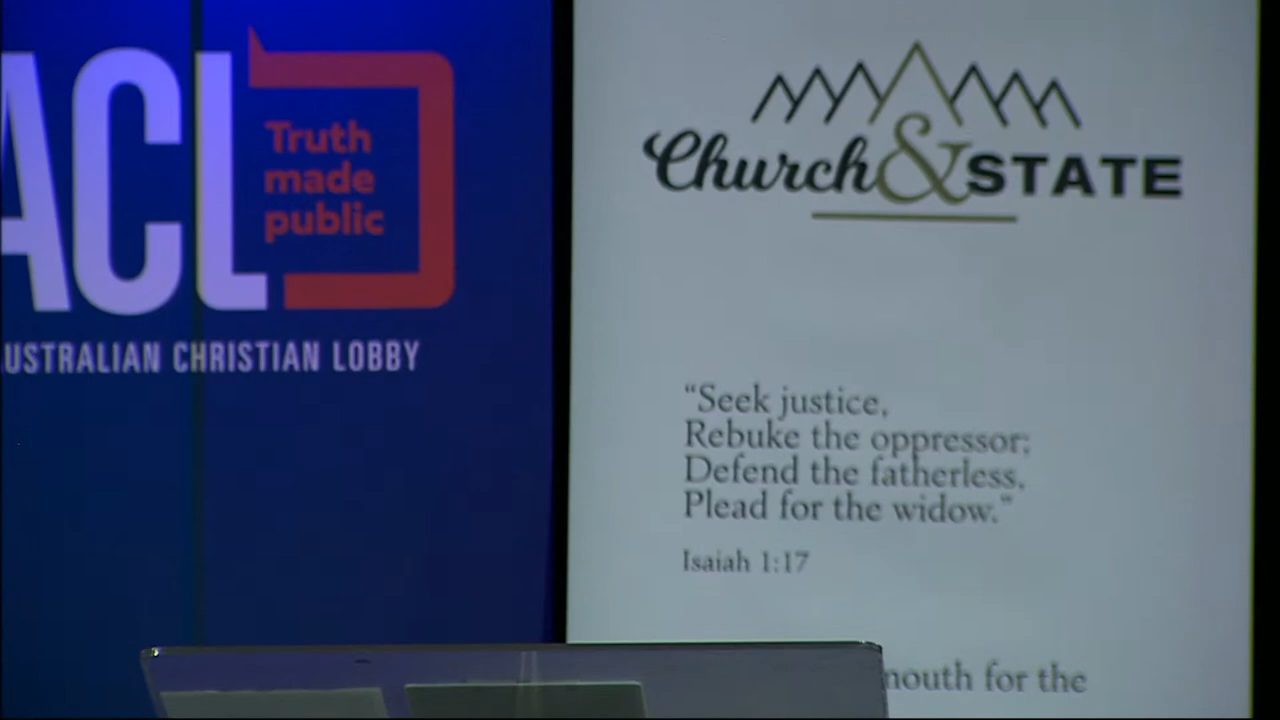 ACL
Truth
made
public
AUSTRALIAN CHRISTIAN LOBBY
Church & STATE
“Seek justice,
Rebuke the oppressor;
Defend the fatherless,
Plead for the widow.”
Isaiah 1:17
mouth for the